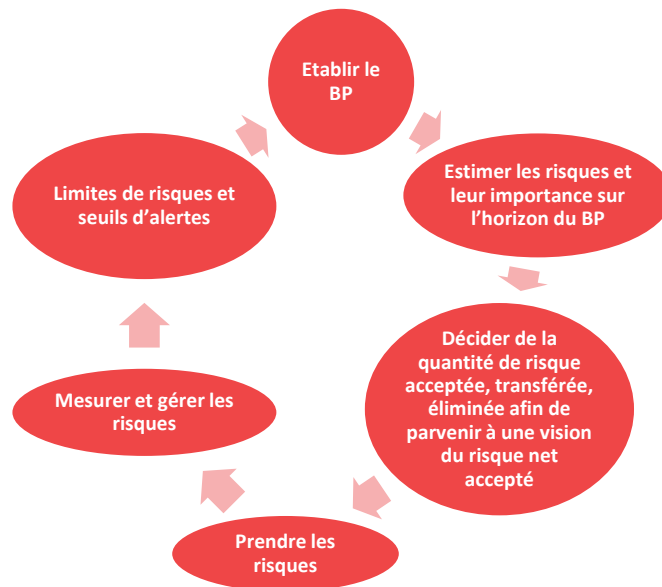 Etablir le
BP
Estimer les risques et
leur importance sur
l’horizon du BP
Décider de la
quantité de risque
acceptée, transférée,
éliminée afin de
parvenir à une vision
du risque net
accepté
Prendre les
risques
Mesurer et gérer les
risques
Limites de risques et
seuils d’alertes